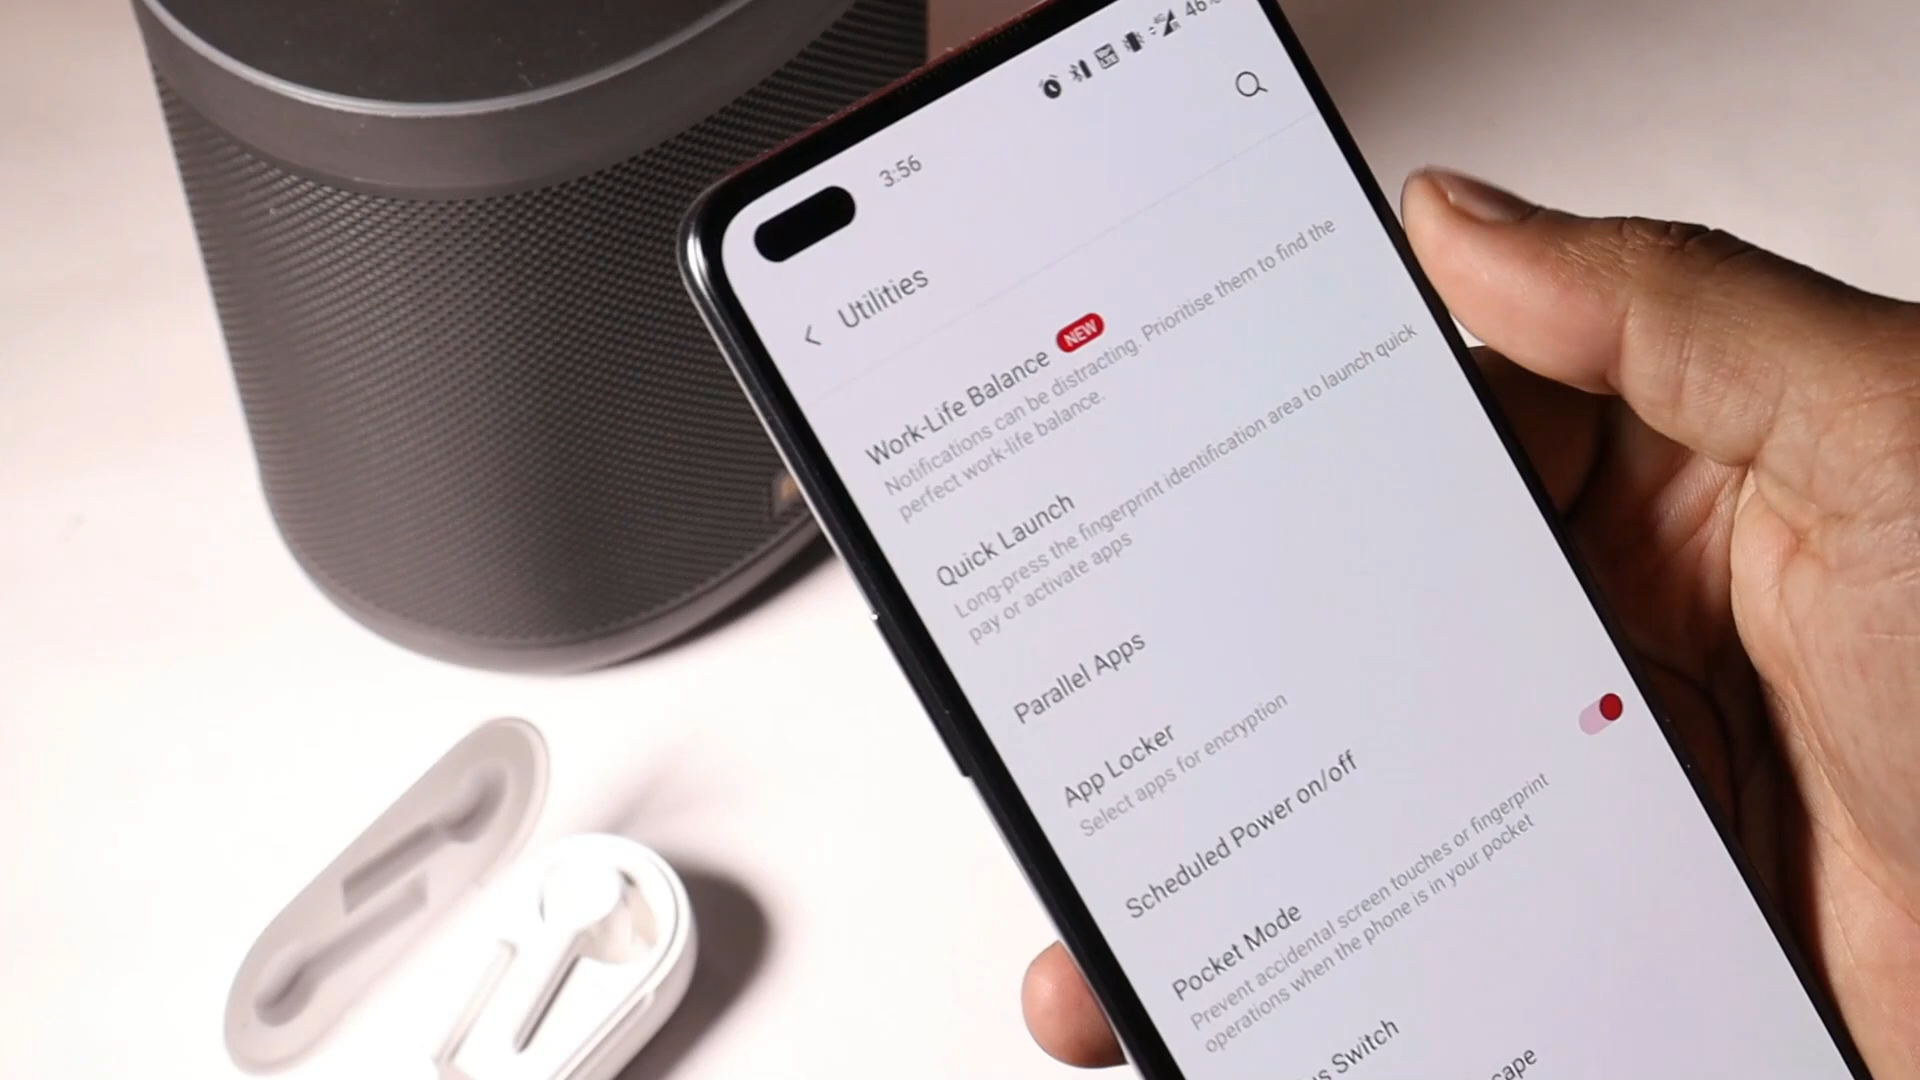 3:56
46%
Utilities
Work-Life Balance NEW
Notifications can be distracting. Prioritise them to find the
perfect work-life balance.
Quick Launch
Long-press the fingerprint identification area to launch quick
pay or activate apps
Parallel Apps
App Locker
Select apps for encryption
Scheduled Power on/off
Pocket Mode
Prevent accidental screen touches or fingerprint
operations when the phone is in your pocket
Switch